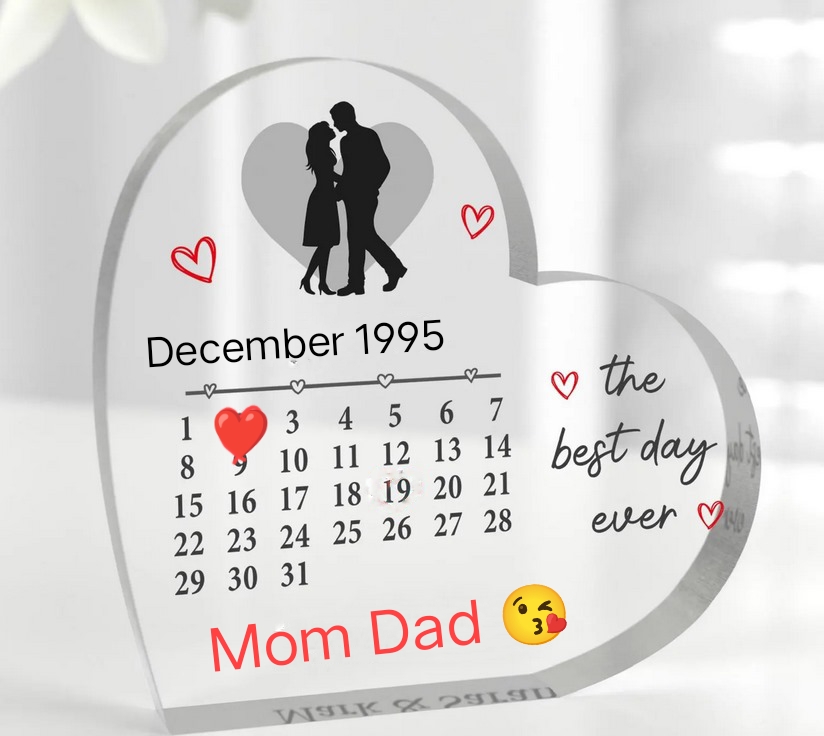 December 1995
1 3 4 5 6 7
8 9 10 11 12 13 14
15 16 17 18 19 20 21
22 23 24 25 26 27 28
29 30 31
the
best day
ever
Mom Dad 😘
Mark & Sarah